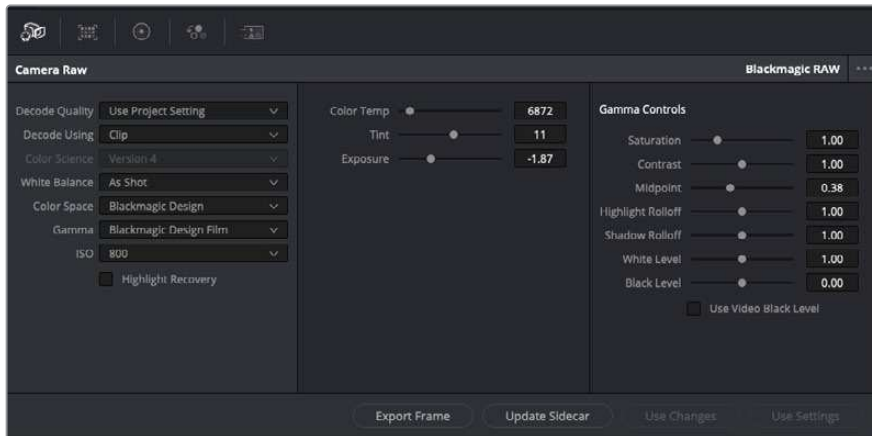 Camera Raw
Blackmagic RAW
Decode Quality Use Project Setting
Decode Using Clip
Color Science Version 4
White Balance As Shot
Color Space Blackmagic Design
Gamma Blackmagic Design Film
ISO 800
Highlight Recovery
Color Temp 6872
Tint 11
Exposure -1.87
Gamma Controls
Saturation 1.00
Contrast 1.00
Midpoint 0.38
Highlight Rolloff 1.00
Shadow Rolloff 1.00
White Level 1.00
Black Level 0.00
Use Video Black Level
Export Frame
Update Sidecar
Use Changes
Use Settings